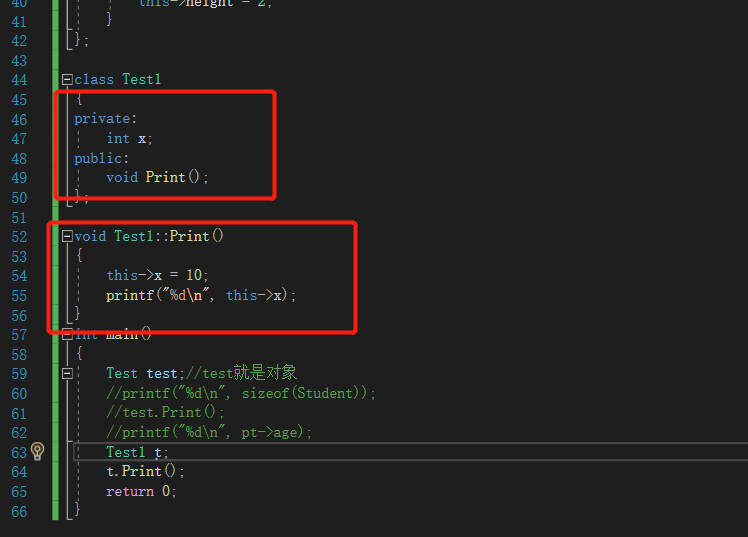 40 this->height = 2;
41 }
42 };
43
44 class Test1
45 {
46 private:
47 int x;
48 public:
49 void Print();
50 };
51
52 void Test1::Print()
53 {
54 this->x = 10;
55 printf("%d\n", this->x);
56 }
57 int main()
58 {
59 Test test;//test就是对象
60 //printf("%d\n", sizeof(Student));
61 //test.Print();
62 //printf("%d\n", pt->age);
63 Test1 t;
64 t.Print();
65 return 0;
66 }